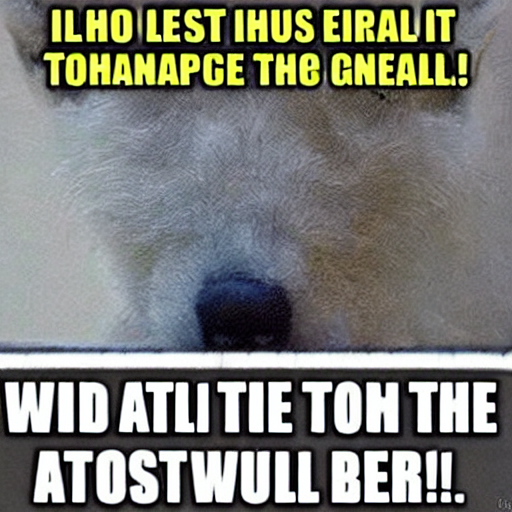 ILHO LEST IHUS EIRAL IT
TOHANAPGE THE GNEALL!
WID ATLI TIE TOH THE
ATOSTWULL BER!!.